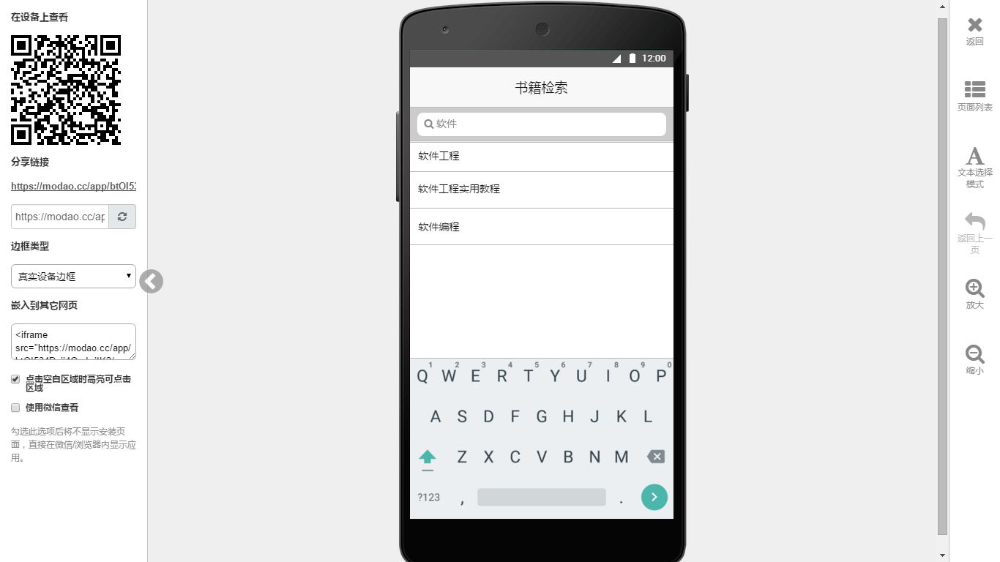 在设备上查看
分享链接
https://modao.cc/app/btOI53
https://modao.cc/ap
边框类型
真实设备边框
嵌入到其它网页
<iframe
src="https://modao.cc/app/
点击空白区域时高亮可点击
区域
使用微信查看
勾选此选项后将不显示安装页
面，直接在微信/浏览器内显示应
用。
12:00
书籍检索
软件
软件工程
软件工程实用教程
软件编程
1 2 3 4 5 6 7 8 9 0
Q W E R T Y U I O P
A S D F G H J K L
Z X C V B N M
?123 , .
返回
页面列表
A
文本选择
模式
返回上一
页
放大
缩小